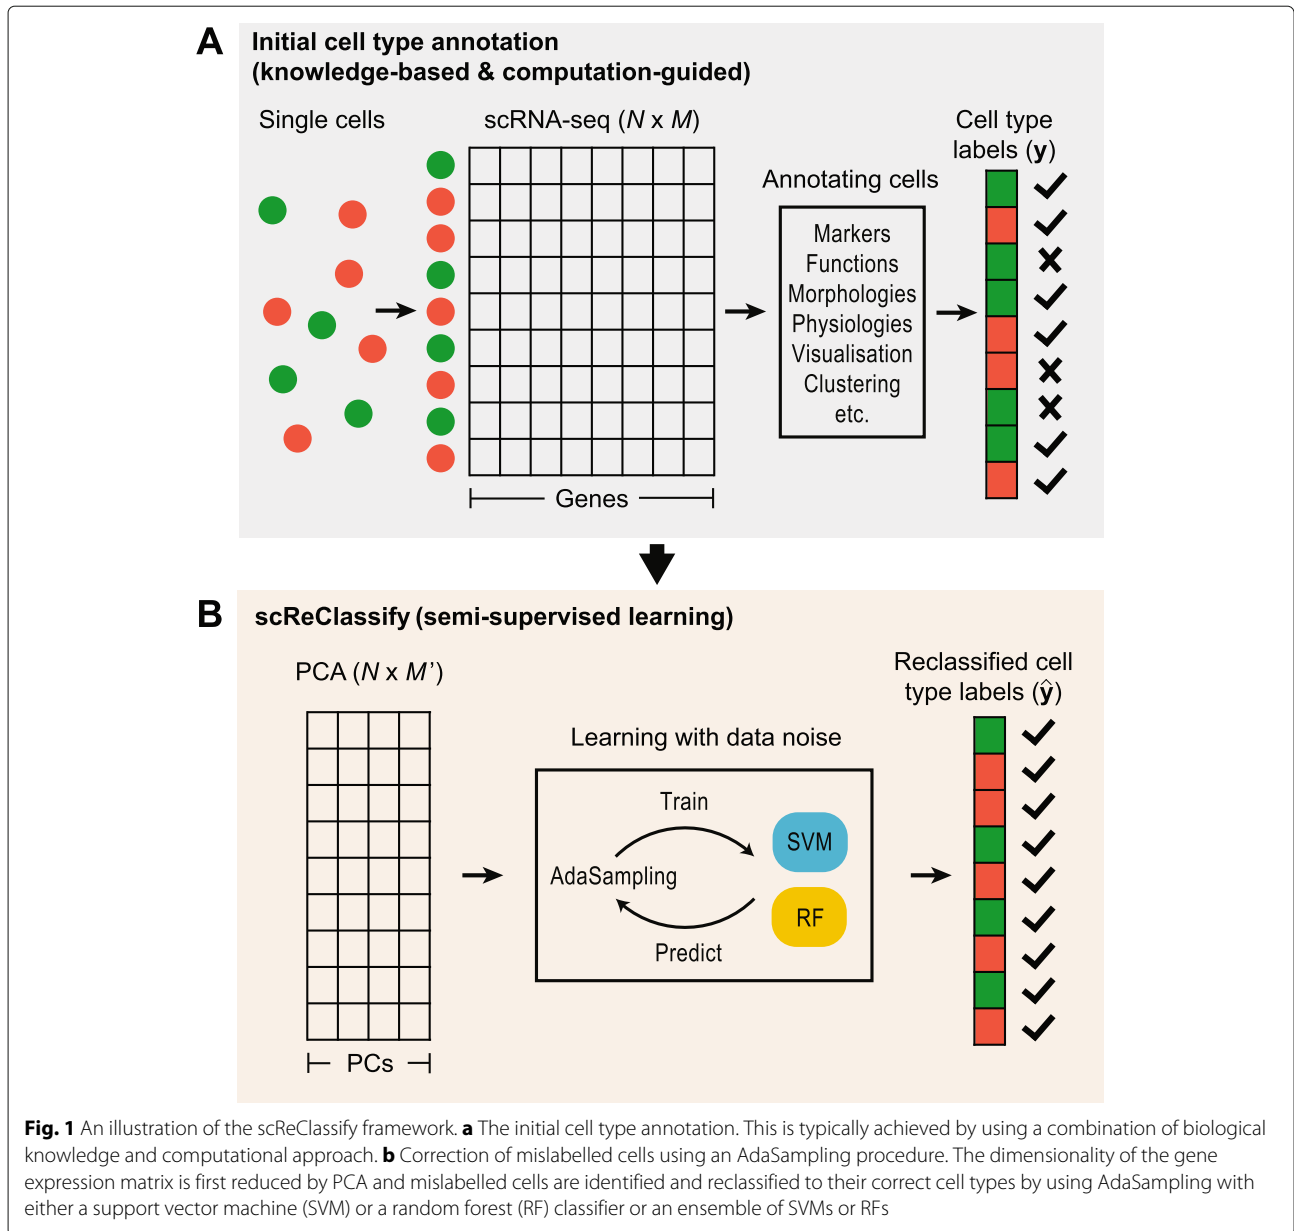 A
Initial cell type annotation
(knowledge-based & computation-guided)
Single cells
scRNA-seq (N x M)
Cell type
labels (y)
Annotating cells
Markers
Functions
Morphologies
Physiologies
Visualisation
Clustering
etc.
Genes
B
scReClassify (semi-supervised learning)
PCA (N x M’)
Reclassified cell
type labels (ŷ)
Learning with data noise
Train
SVM
AdaSampling
RF
Predict
PCs
Fig. 1 An illustration of the scReClassify framework. a The initial cell type annotation. This is typically achieved by using a combination of biological
knowledge and computational approach. b Correction of mislabelled cells using an AdaSampling procedure. The dimensionality of the gene
expression matrix is first reduced by PCA and mislabelled cells are identified and reclassified to their correct cell types by using AdaSampling with
either a support vector machine (SVM) or a random forest (RF) classifier or an ensemble of SVMs or RFs